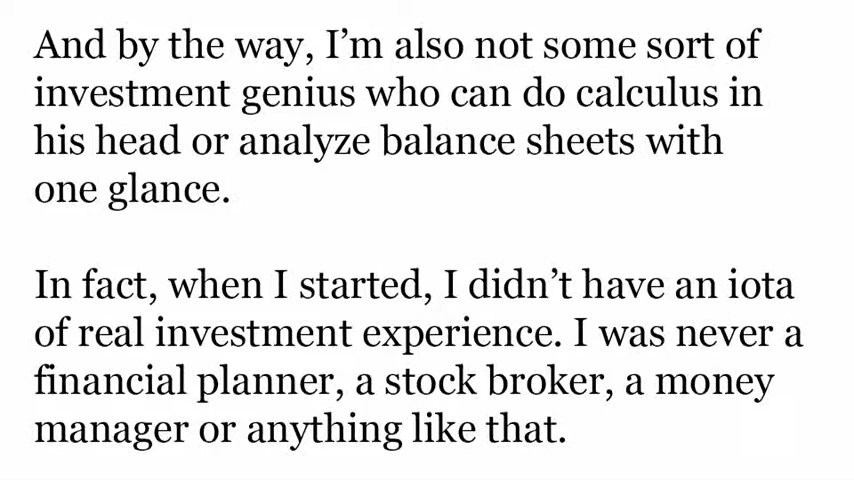 And by the way, I’m also not some sort of
investment genius who can do calculus in
his head or analyze balance sheets with
one glance.
In fact, when I started, I didn’t have an iota
of real investment experience. I was never a
financial planner, a stock broker, a money
manager or anything like that.